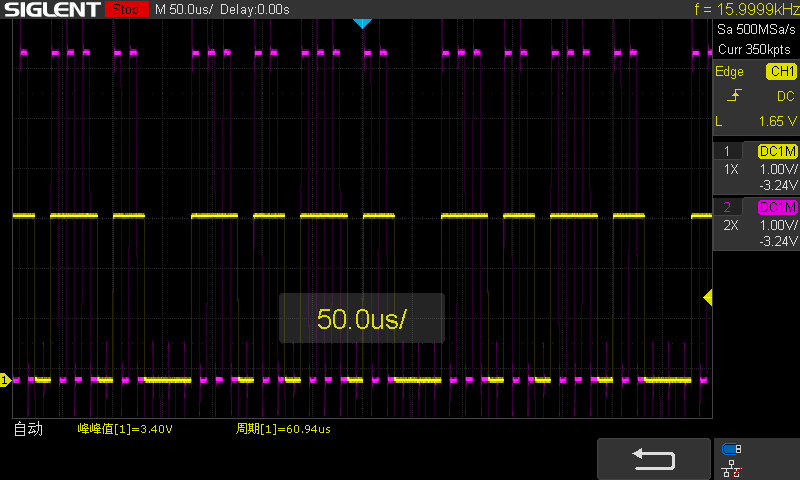 SIGLENT Stop M 50.0us/ Delay:0.00s f = 15.9999kHz
Sa 500MSa/s
Curr 350kpts
Edge CH1
DC
L 1.65 V
1 DC1M
1X 1.00V/
-3.24V
2 DC1M
2X 1.00V/
-3.24V
50.0us/
1
自动 峰峰值[1]=3.40V 周期[1]=60.94us